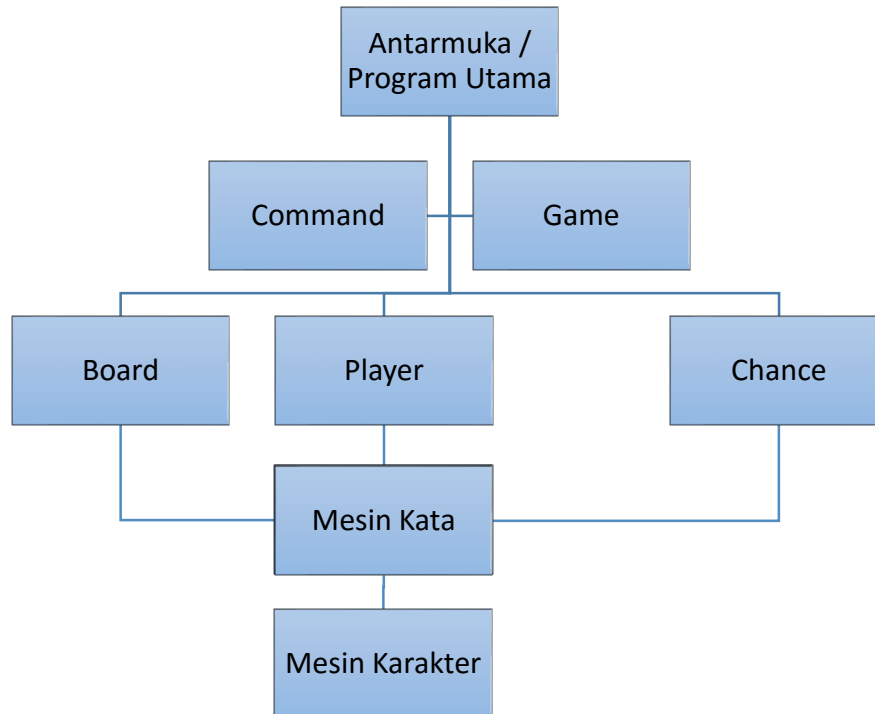 Antarmuka /
Program Utama
Command
Game
Board
Player
Chance
Mesin Kata
Mesin Karakter